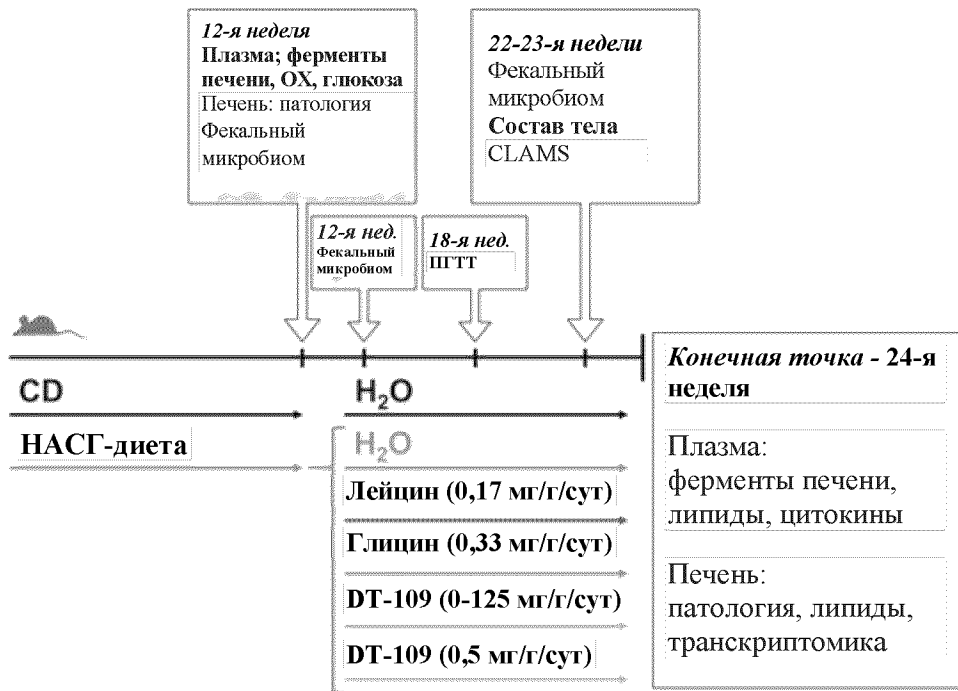 12-я неделя
Плазма; ферменты
печени, ОХ, глюкоза
Печень: патология
Фекальный
микробиом
22-23-я недели
Фекальный
микробиом
Состав тела
CLAMS
12-я нед.
Фекальный
микробиом
18-я нед.
ПГТТ
CD
H₂O
НАСГ-диета
H₂O
Лейцин (0,17 мг/г/сут)
Глицин (0,33 мг/г/сут)
DT-109 (0-125 мг/г/сут)
DT-109 (0,5 мг/г/сут)
Конечная точка - 24-я
неделя
Плазма:
ферменты печени,
липиды, цитокины
Печень:
патология, липиды,
транскриптомика